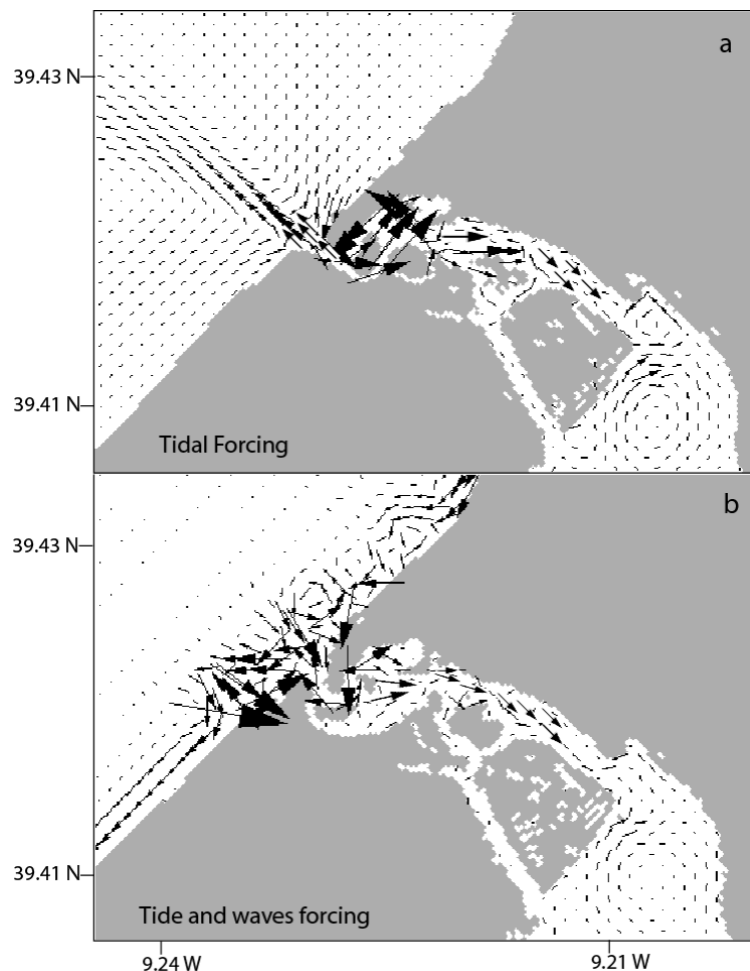 a
39.43 N
39.41 N
Tidal Forcing
b
39.43 N
39.41 N
Tide and waves forcing
9.24 W
9.21 W